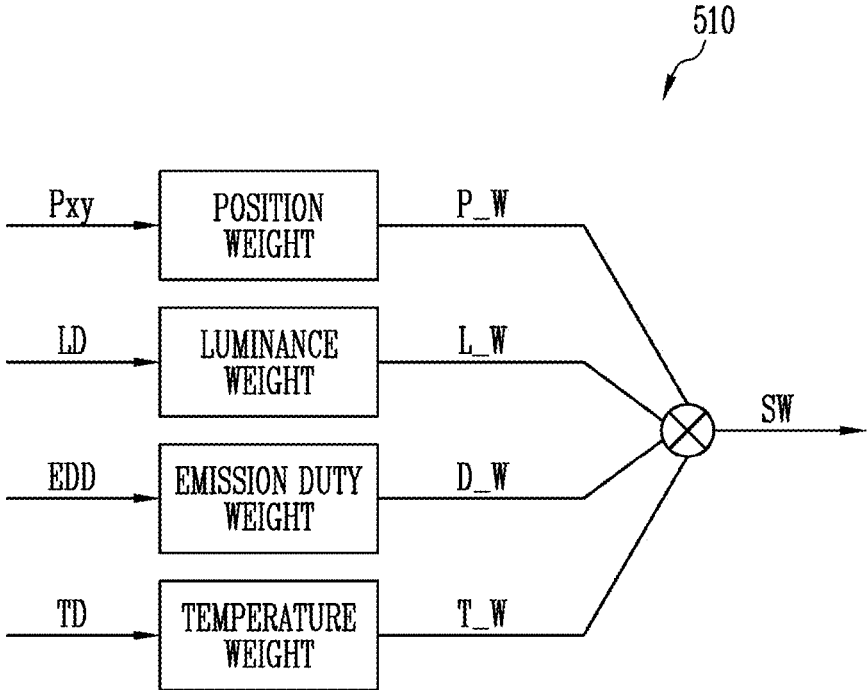 510
Pxy
POSITION
WEIGHT
P_W
LD
LUMINANCE
WEIGHT
L_W
SW
EDD
EMISSION DUTY
WEIGHT
D_W
TD
TEMPERATURE
WEIGHT
T_W